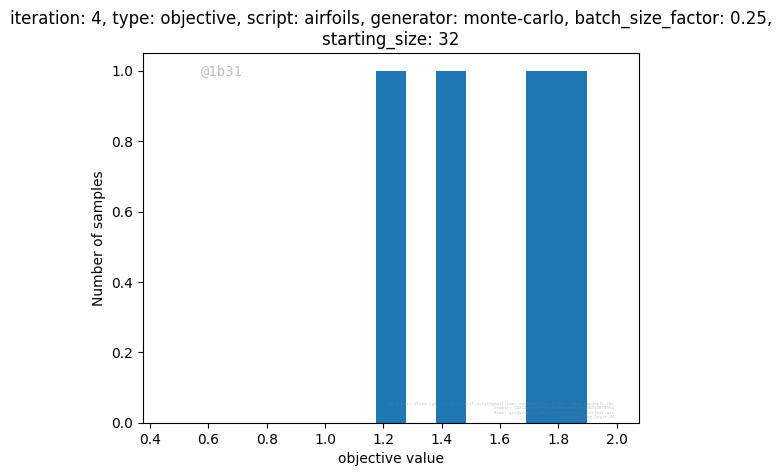 iteration: 4, type: objective, script: airfoils, generator: monte-carlo, batch_size_factor: 0.25,
starting_size: 32
@1b31
1.0
0.8
0.6
0.4
0.2
0.0
Number of samples
0.4 0.6 0.8 1.0 1.2 1.4 1.6 1.8 2.0
objective value